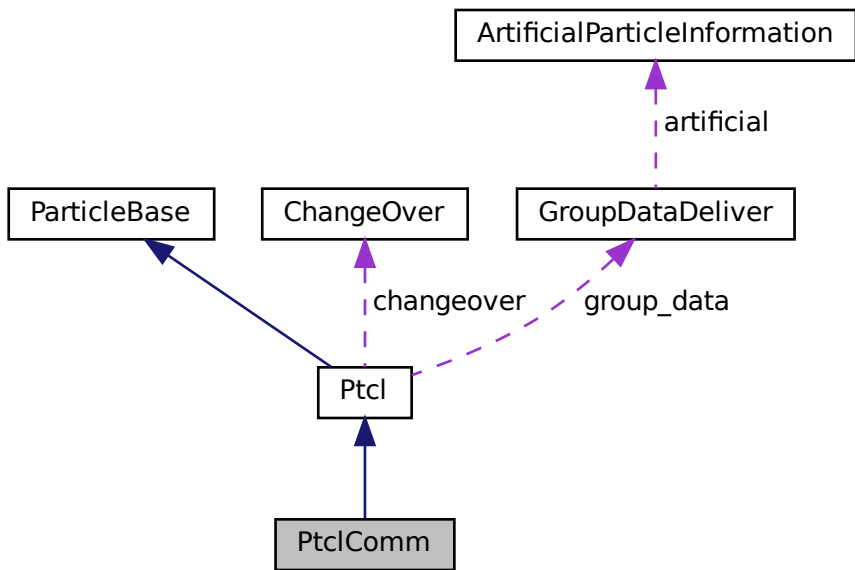 ArtificialParticleInformation
artificial
ParticleBase
ChangeOver
GroupDataDeliver
changeover
group_data
Ptcl
PtclComm